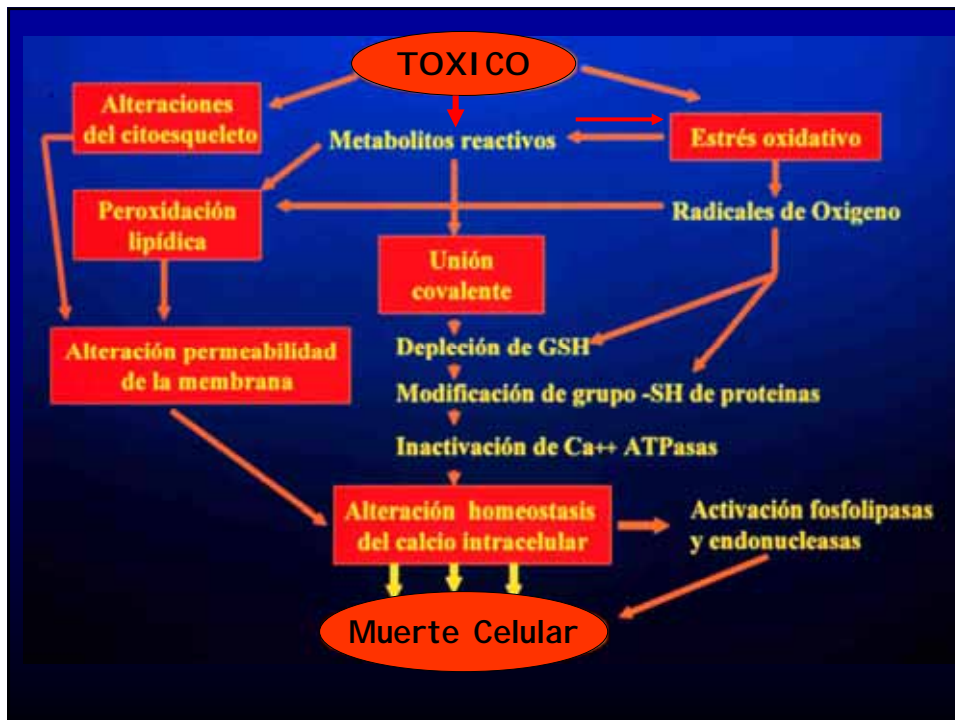 TOXICO
Alteraciones
del citoesqueleto
Metabolitos reactivos
Estrés oxidativo
Peroxidación
lipídica
Radicales de Oxigeno
Unión
covalente
Alteración permeabilidad
de la membrana
Depleción de GSH
Modificación de grupo -SH de proteinas
Inactivación de Ca++ ATPasas
Alteración homeostasis
del calcio intracelular
Activación fosfolipasas
y endonucleasas
Muerte Celular